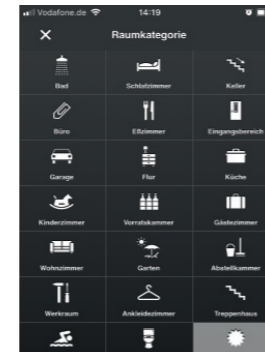 Vodafone.de 14:19
Raumkategorie
Bad Schlafzimmer Keller
Büro Eßzimmer Eingangsbereich
Garage Flur Küche
Kinderzimmer Vorratskammer Gästezimmer
Wohnzimmer Garten Abstellkammer
Werkraum Ankleidezimmer Treppenhaus